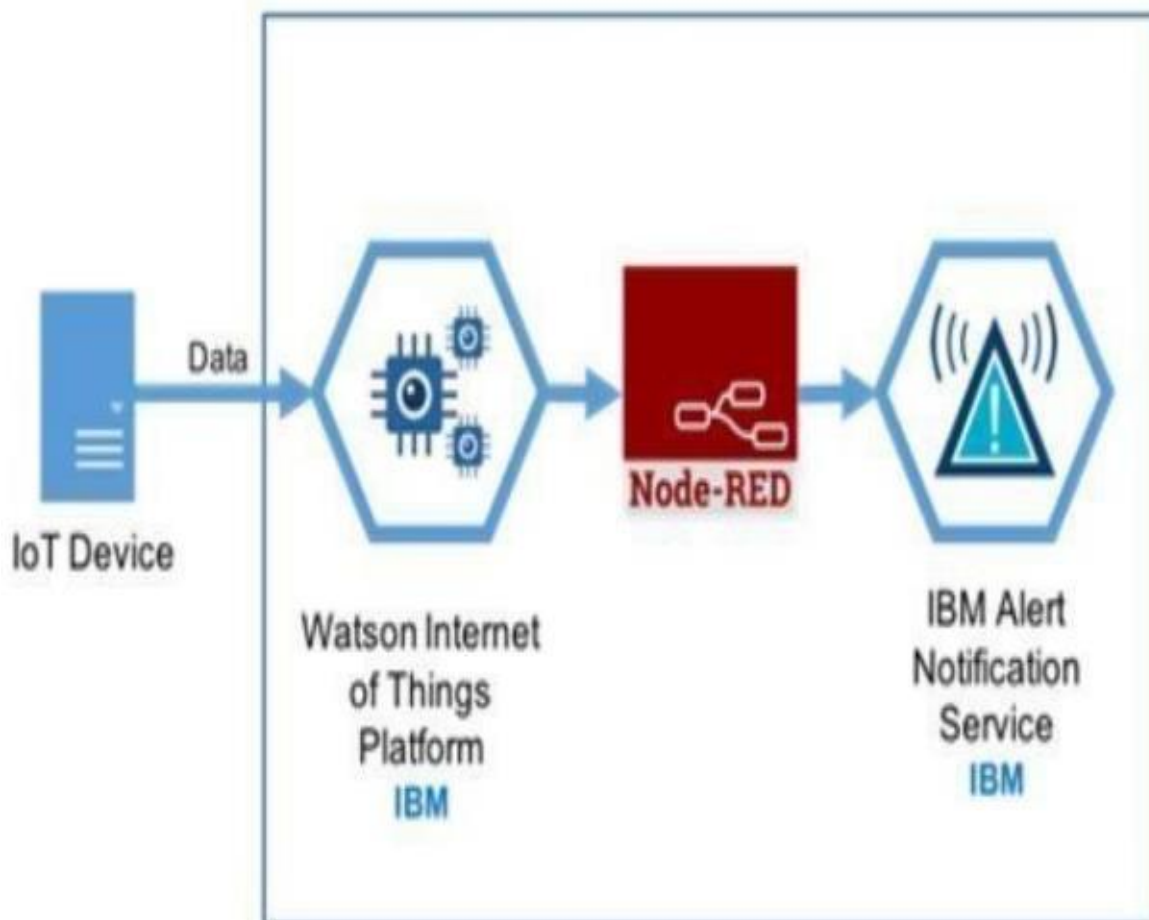 Data
IoT Device
Watson Internet
of Things
Platform
IBM
Node-RED
IBM Alert
Notification
Service
IBM